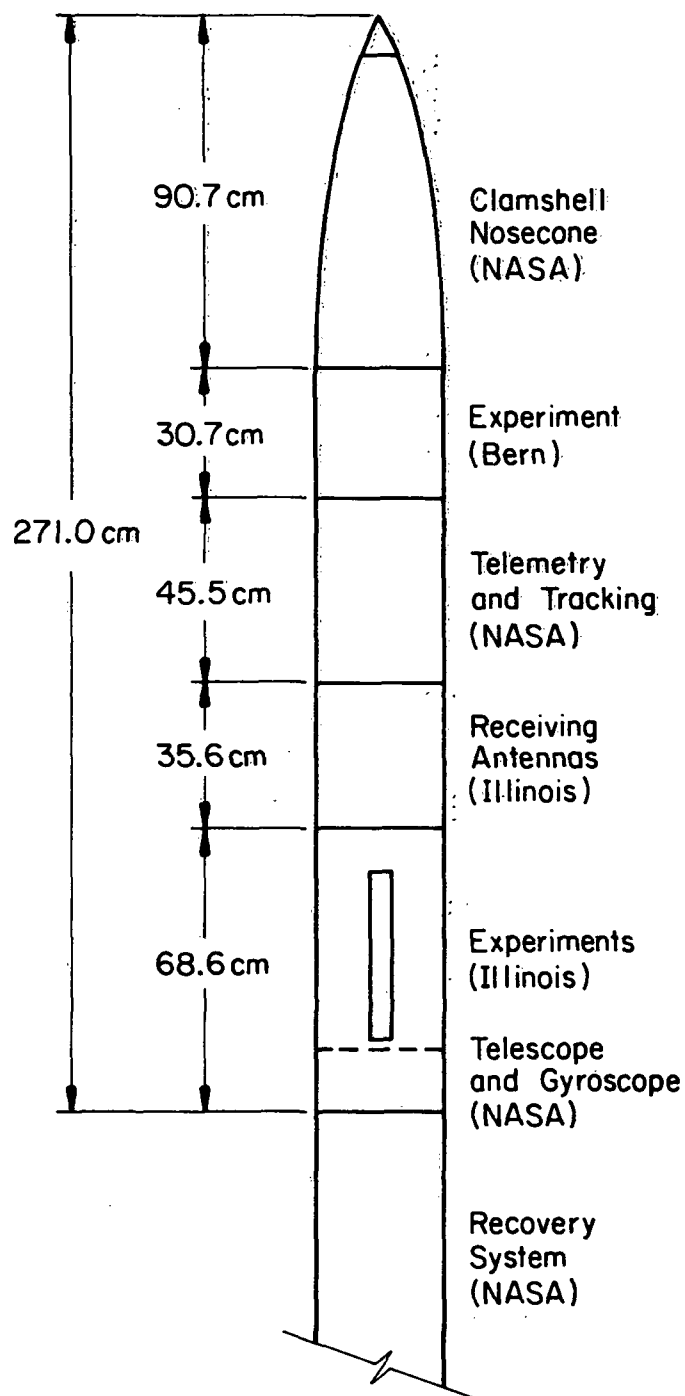 90.7 cm
Clamshell
Nosecone
(NASA)
30.7 cm
Experiment
(Bern)
271.0 cm
45.5 cm
Telemetry
and Tracking
(NASA)
35.6 cm
Receiving
Antennas
(Illinois)
68.6 cm
Experiments
(Illinois)
Telescope
and Gyroscope
(NASA)
Recovery
System
(NASA)